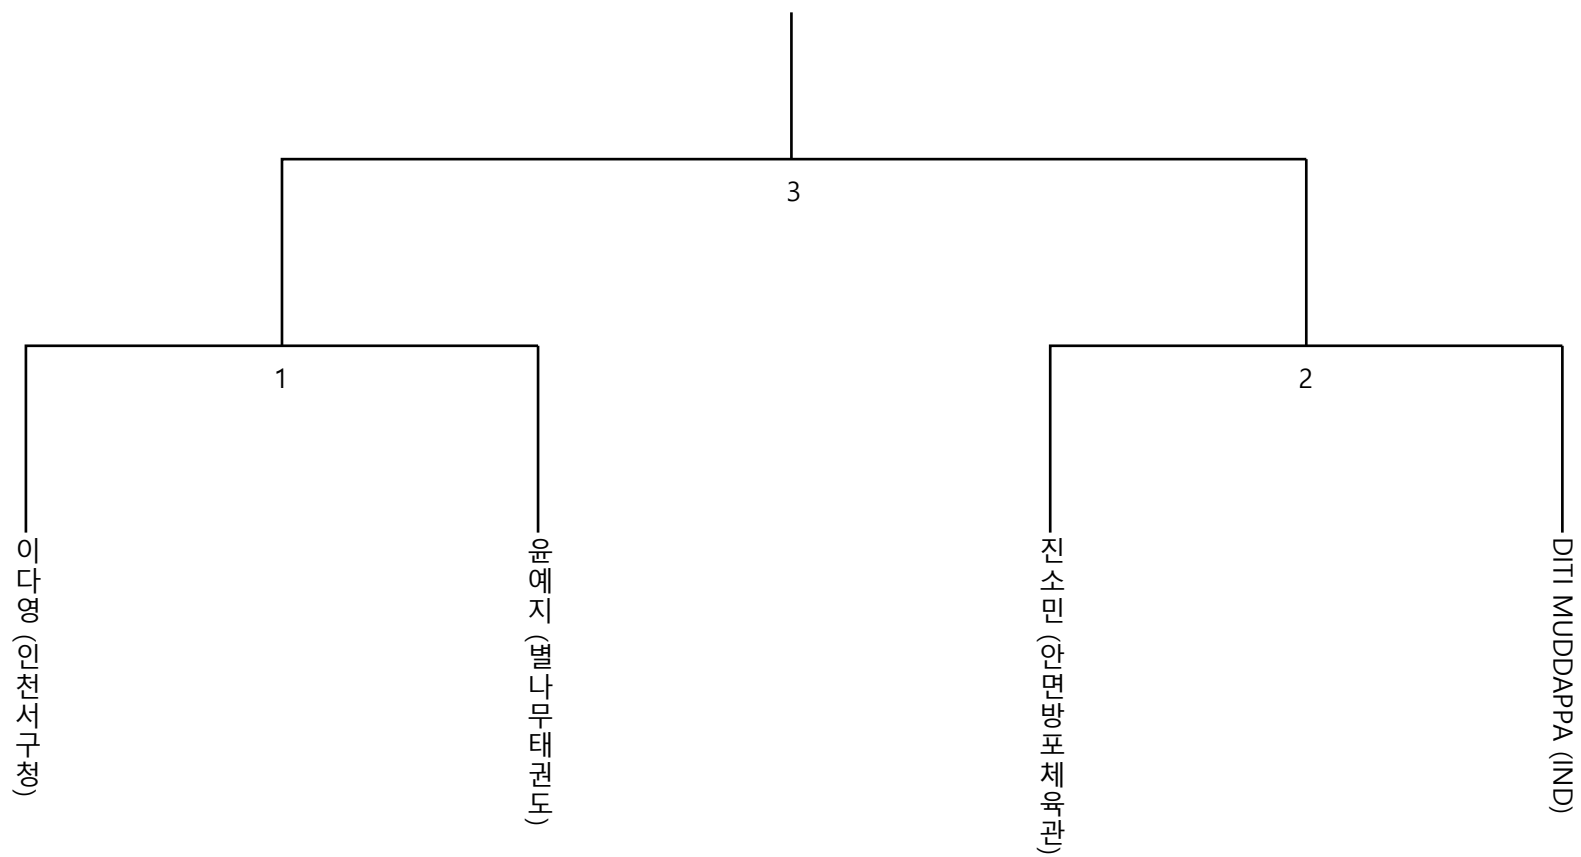 3
1
2
이다영 (인천서구청)
윤예지 (별나무태권도)
진소민 (안면방포체육관)
DITI MUDDAPPA (IND)